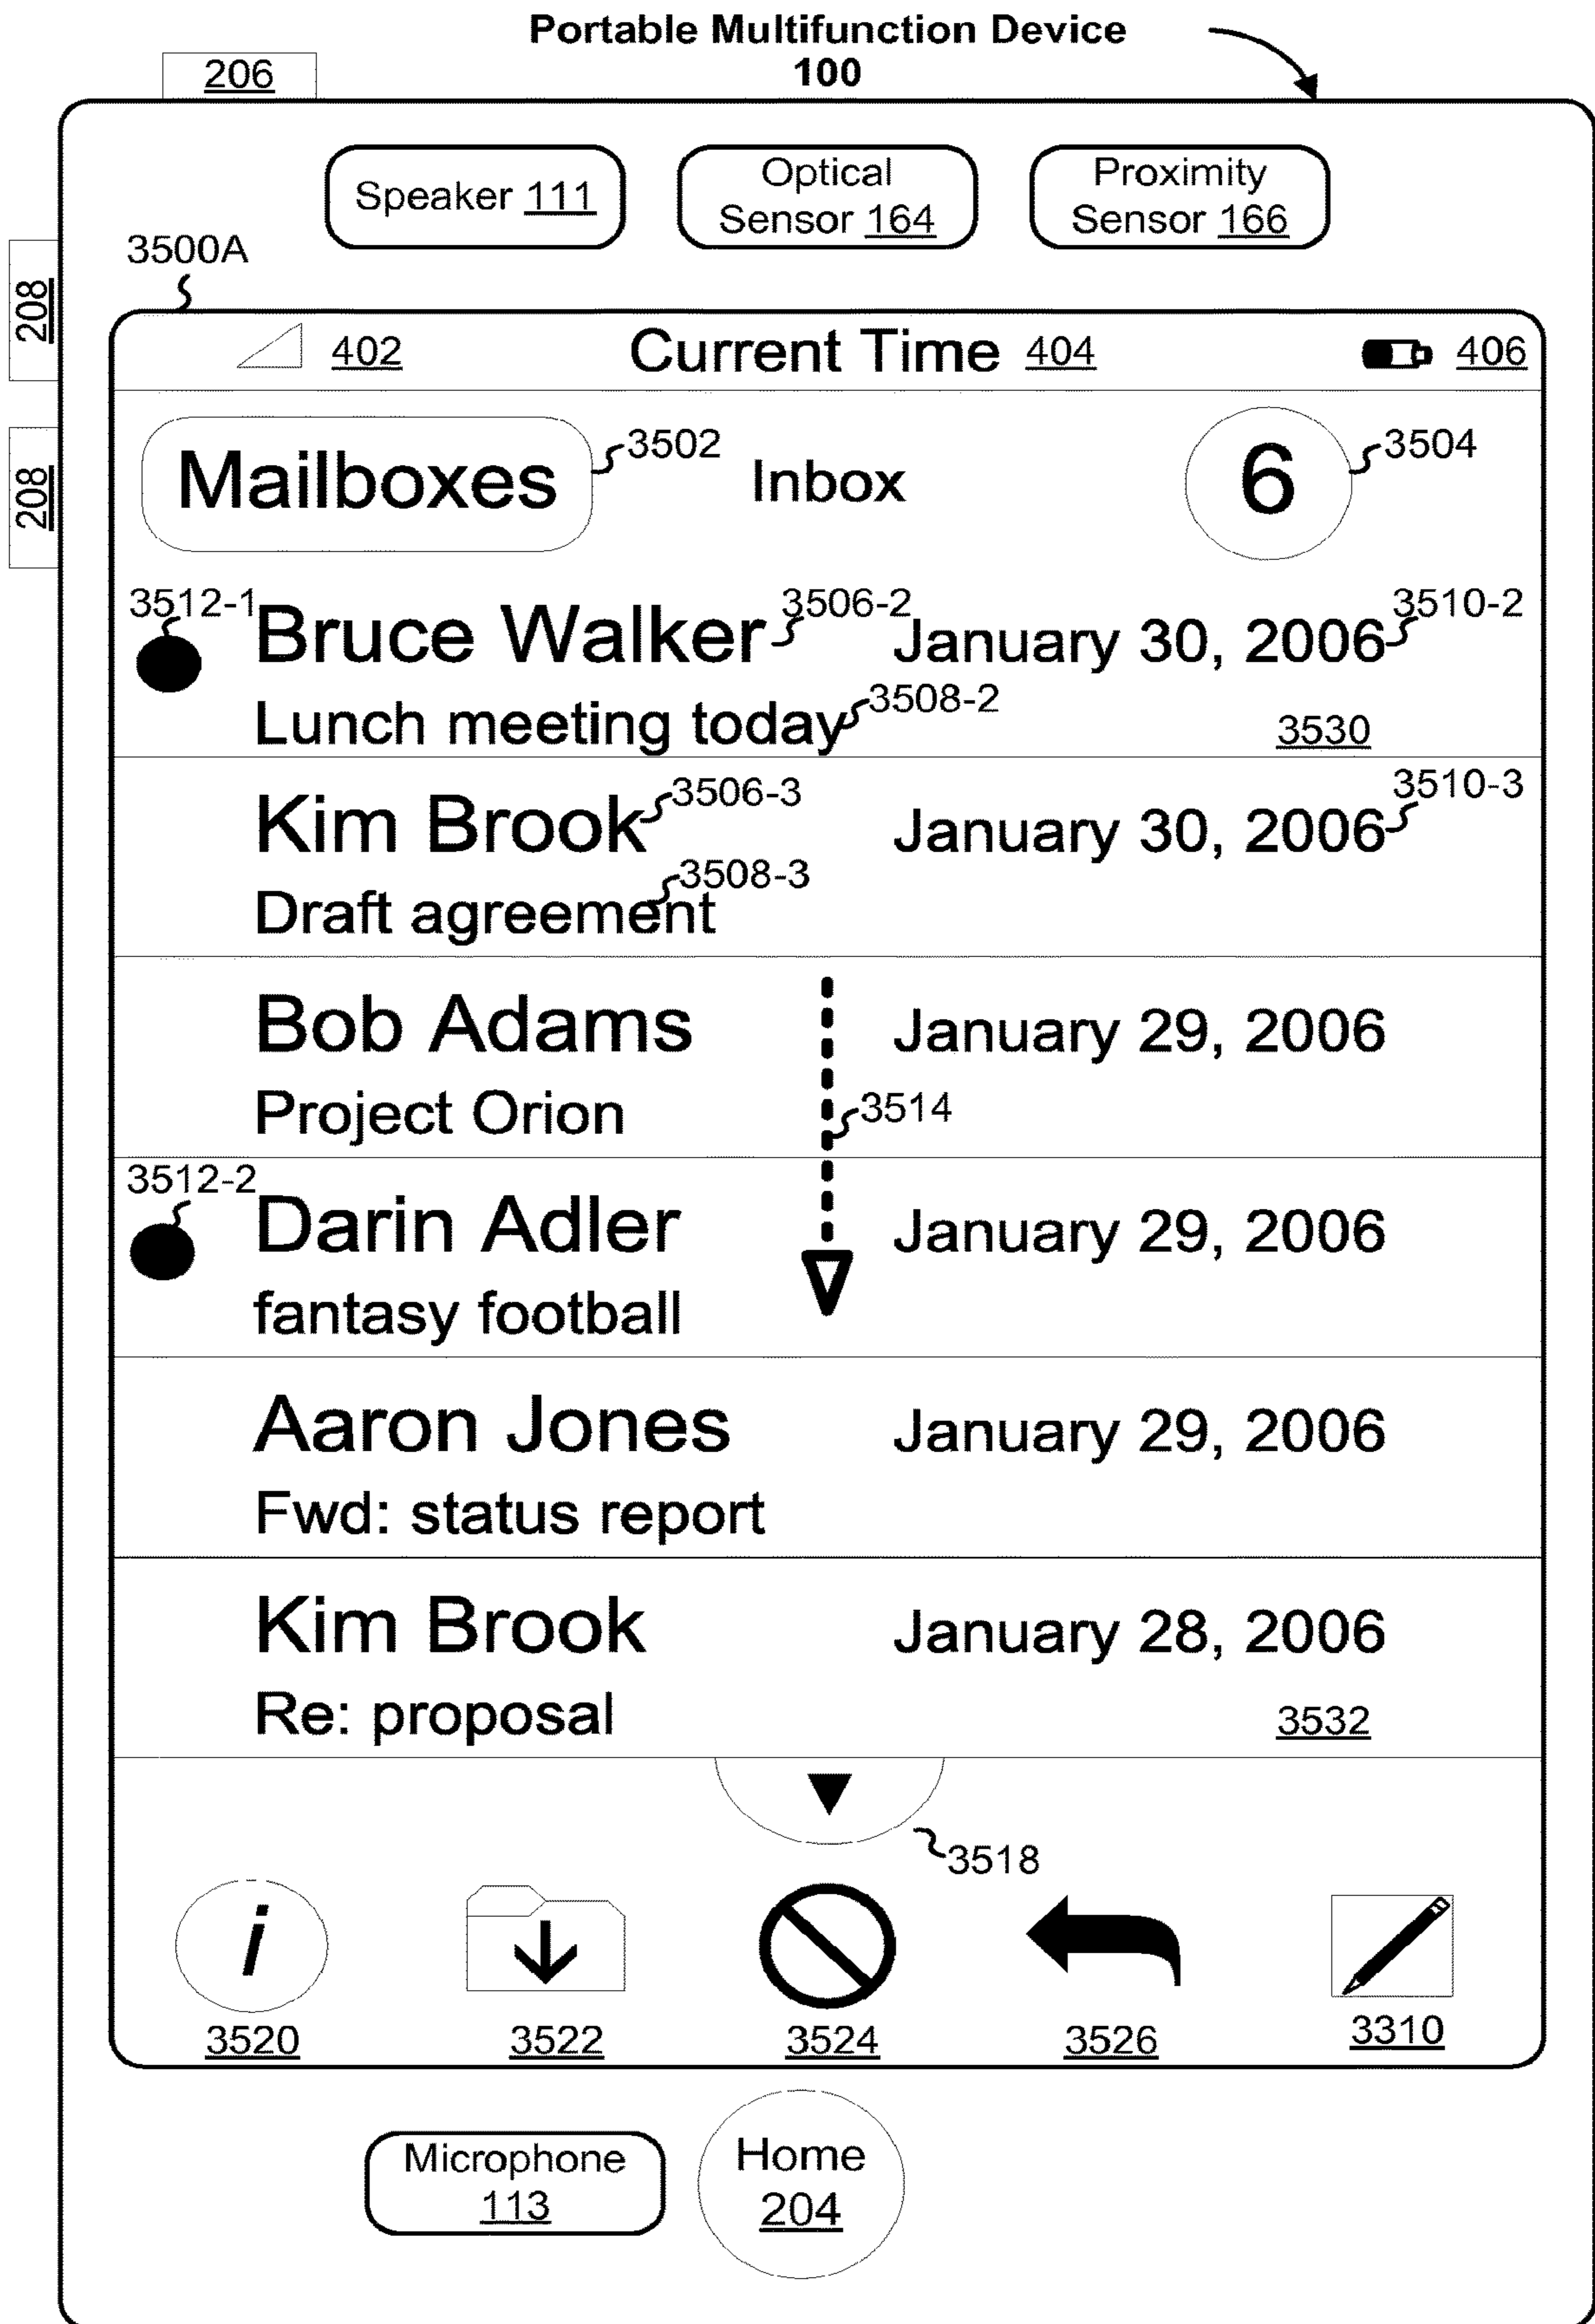 Portable Multifunction Device
100
206
Speaker 111
Optical
Sensor 164
Proximity
Sensor 166
3500A
208
208
402
Current Time 404
406
Mailboxes
3502
Inbox
6
3504
3512-1
Bruce Walker
3506-2
January 30, 2006
3510-2
Lunch meeting today
3508-2
3530
Kim Brook
3506-3
January 30, 2006
3510-3
Draft agreement
3508-3
Bob Adams
January 29, 2006
Project Orion
3514
3512-2
Darin Adler
January 29, 2006
fantasy football
Aaron Jones
January 29, 2006
Fwd: status report
Kim Brook
January 28, 2006
Re: proposal
3532
3518
i
3520
3522
3524
3526
3310
Microphone
113
Home
204